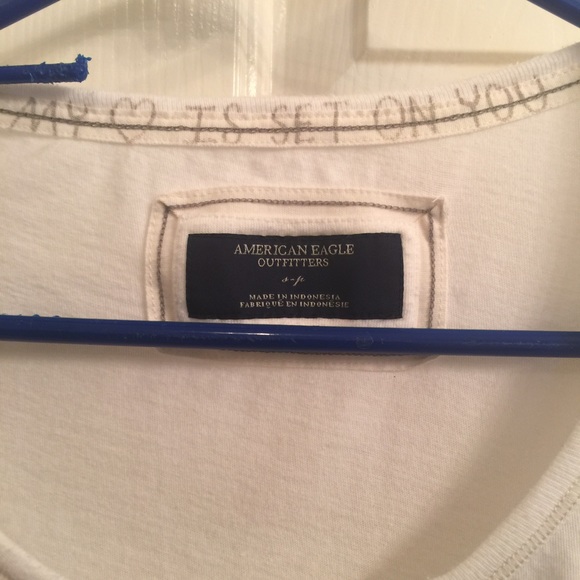 MY ♡ IS SET ON YOU
AMERICAN EAGLE
OUTFITTERS
s-p
MADE IN INDONESIA
FABRIQUÉ EN INDONÉSIE